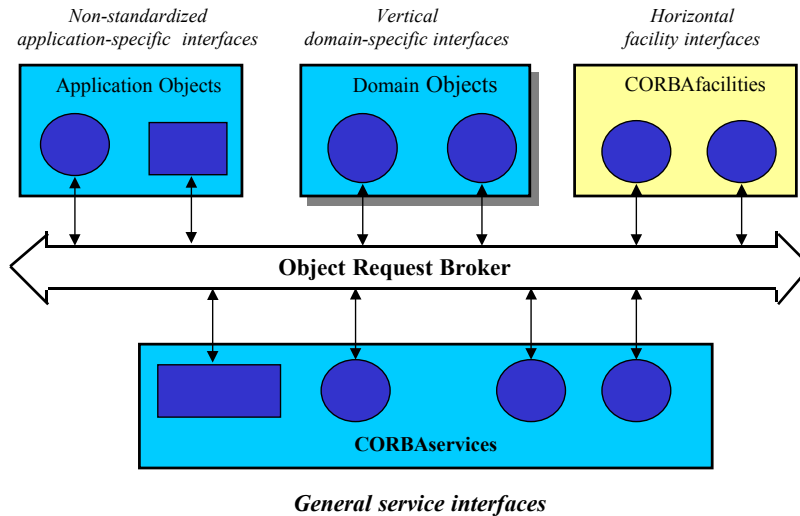 Non-standardized
application-specific interfaces
Vertical
domain-specific interfaces
Horizontal
facility interfaces
Application Objects
Domain Objects
CORBAfacilities
Object Request Broker
CORBAservices
General service interfaces